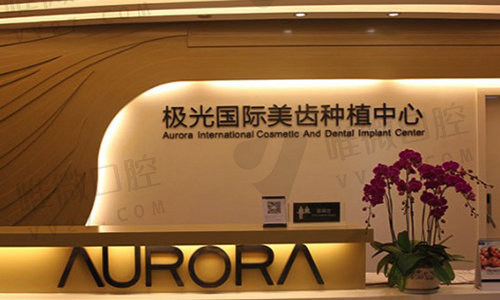 极光国际美齿种植中心
Aurora International Cosmetic And Dental Implant Center
AURORA